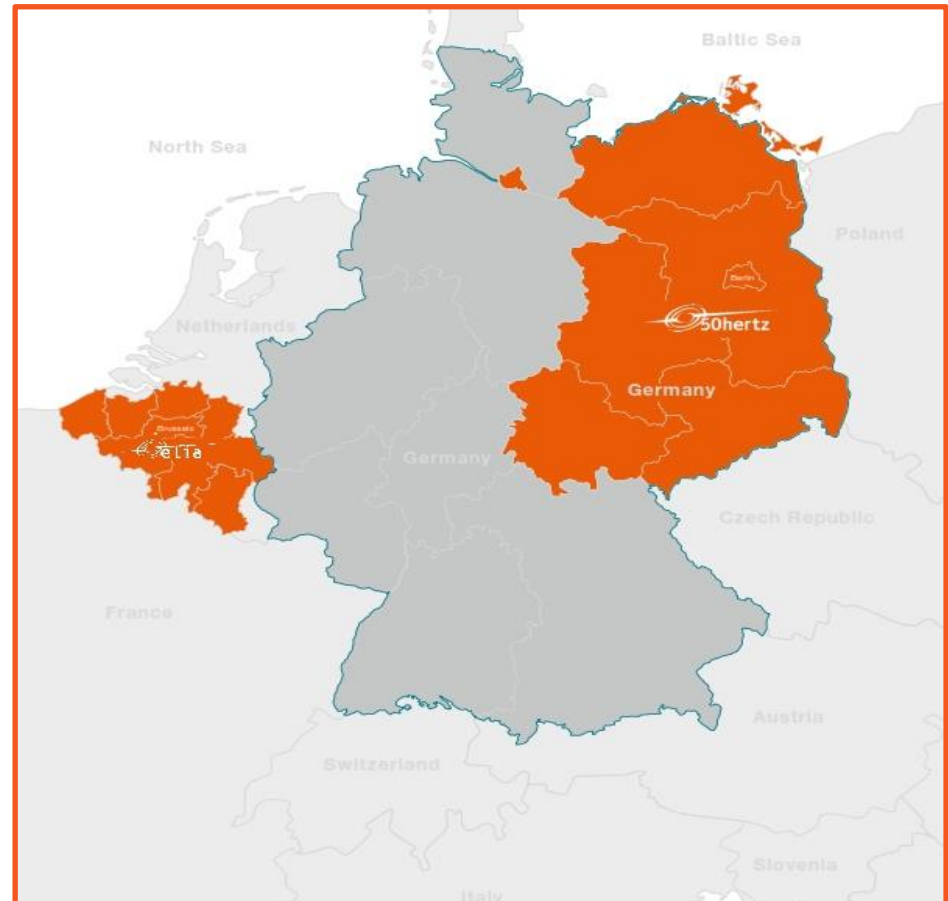 Baltic Sea
North Sea
Poland
Berlin
Netherlands
50hertz
Germany
Brussels
elia
Germany
Czech Republic
France
Austria
Switzerland
Slovenia
Italy